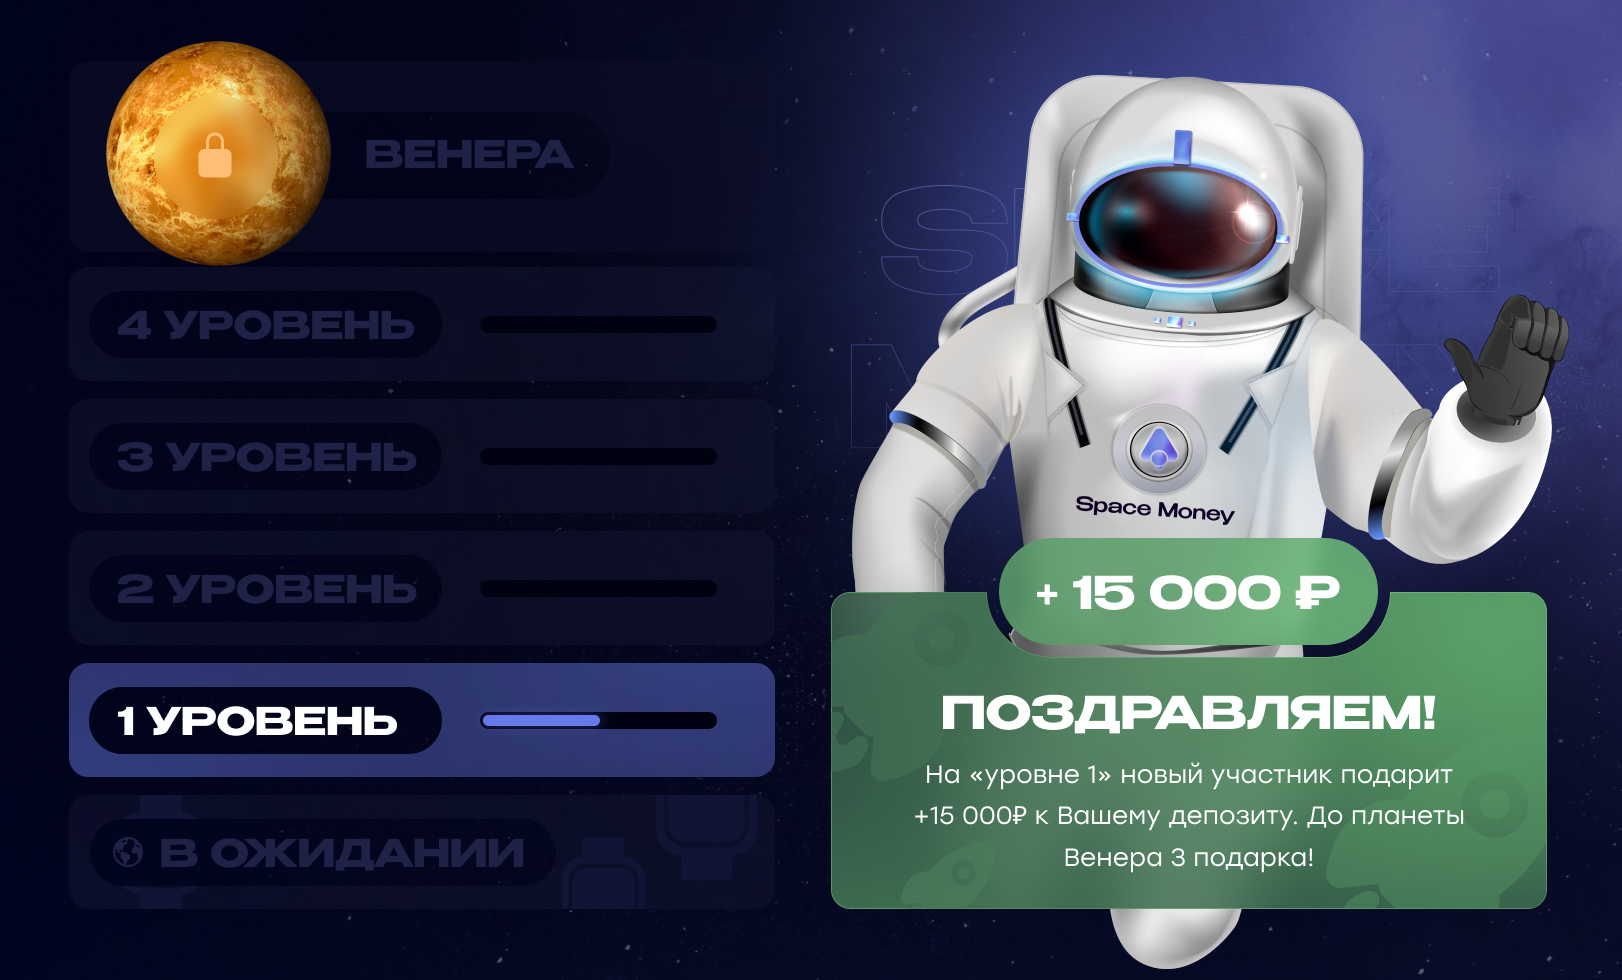 ВЕНЕРА
4 УРОВЕНЬ
3 УРОВЕНЬ
2 УРОВЕНЬ
1 УРОВЕНЬ
В ОЖИДАНИИ
Space Money
+ 15 000 ₽
ПОЗДРАВЛЯЕМ!
На «уровне 1» новый участник подарит
+15 000₽ к Вашему депозиту. До планеты
Венера 3 подарка!